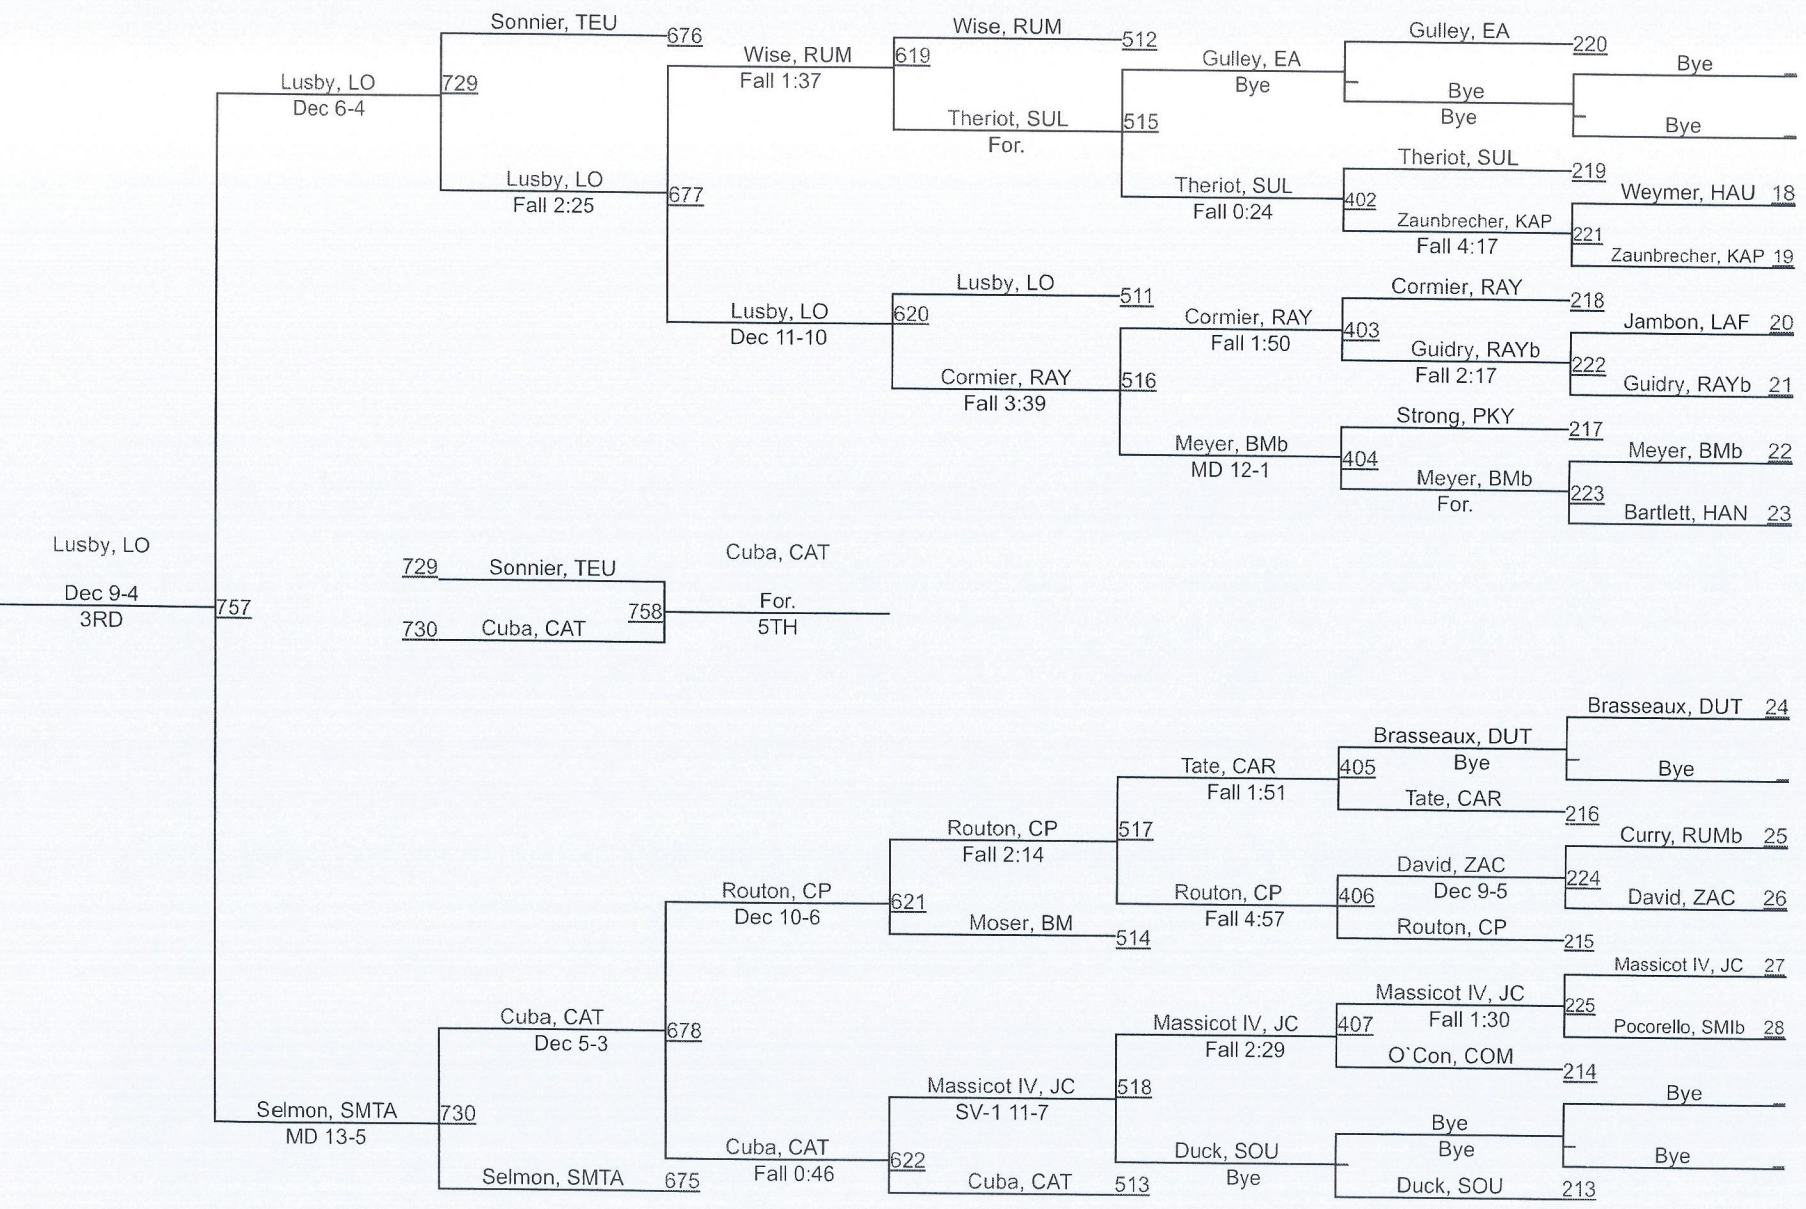 Sonnier, TEU
676
Lusby, LO
729
Dec 6-4
Lusby, LO
677
Fall 2:25
Wise, RUM
619
Fall 1:37
Wise, RUM
512
Theriot, SUL
515
For.
Gulley, EA
Bye
Gulley, EA
220
Bye
Bye
Bye
Bye
Theriot, SUL
402
Fall 0:24
Theriot, SUL
219
Zaunbrecher, KAP
221
Fall 4:17
Weymer, HAU 18
Zaunbrecher, KAP 19
Lusby, LO
620
Dec 11-10
Lusby, LO
511
Cormier, RAY
516
Fall 3:39
Cormier, RAY
403
Fall 1:50
Cormier, RAY
218
Guidry, RAYb
222
Fall 2:17
Jambon, LAF 20
Guidry, RAYb 21
Meyer, BMb
404
MD 12-1
Strong, PKY
217
Meyer, BMb
223
For.
Meyer, BMb 22
Bartlett, HAN 23
Lusby, LO
Dec 9-4
757
3RD
729 Sonnier, TEU
730 Cuba, CAT
758
Cuba, CAT
For.
5TH
Brasseaux, DUT 24
Bye
Brasseaux, DUT
Bye
Tate, CAR
405
Fall 1:51
Tate, CAR
216
Routon, CP
517
Fall 2:14
Curry, RUMb 25
David, ZAC 26
David, ZAC
224
Dec 9-5
Routon, CP
406
Fall 4:57
Routon, CP
215
Routon, CP
621
Dec 10-6
Moser, BM
514
Massicot IV, JC 27
Pocorello, SMIb 28
Massicot IV, JC
225
Fall 1:30
Massicot IV, JC
407
Fall 2:29
O`Con, COM
214
Cuba, CAT
678
Dec 5-3
Massicot IV, JC
518
SV-1 11-7
Bye
Bye
Bye
Bye
Duck, SOU
Bye
Duck, SOU
213
Selmon, SMTA
730
MD 13-5
Cuba, CAT
622
Fall 0:46
Cuba, CAT
513
Selmon, SMTA
675